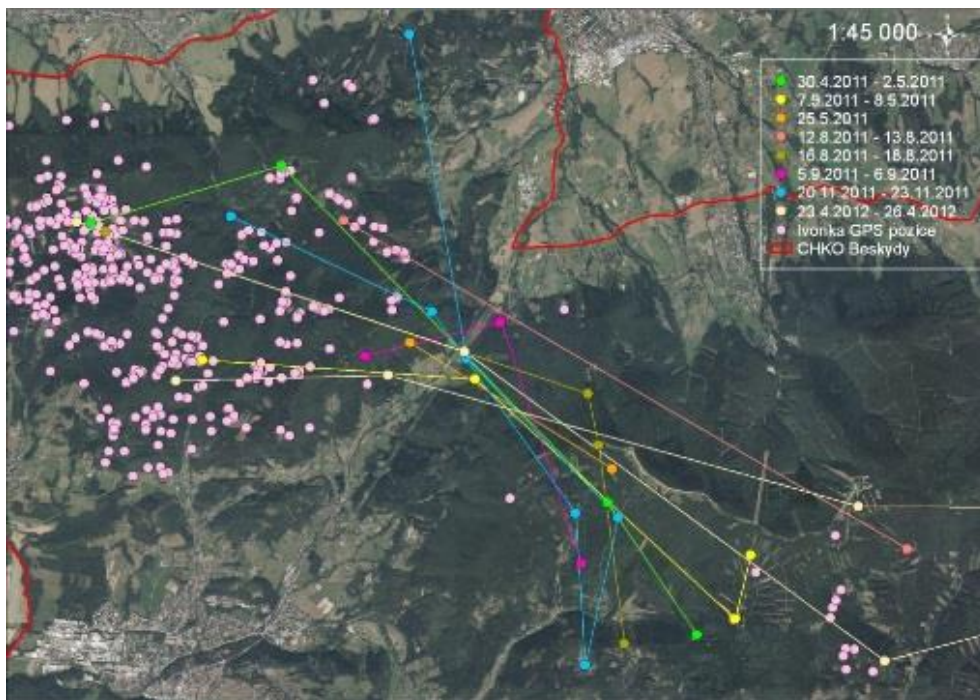 1:45 000
30.4.2011 - 2.5.2011
7.9.2011 - 8.5.2011
25.5.2011
12.8.2011 - 13.8.2011
16.8.2011 - 18.8.2011
5.9.2011 - 6.9.2011
20.11.2011 - 23.11.2011
23.4.2012 - 26.4.2012
Ivonka GPS pozice
CHKO Beskydy